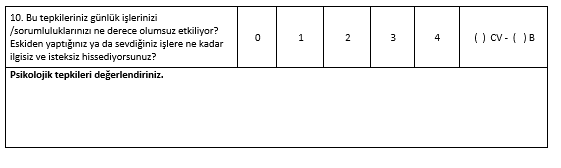 10. Bu tepkileriniz günlük işlerinizi
/sorumluluklarınızı ne derece olumsuz etkiliyor?
Eskiden yaptığınız ya da sevdiğiniz işlere ne kadar
ilgisiz ve isteksiz hissediyorsunuz?
0 1 2 3 4 ( ) CV - ( ) B
Psikolojik tepkileri değerlendiriniz.